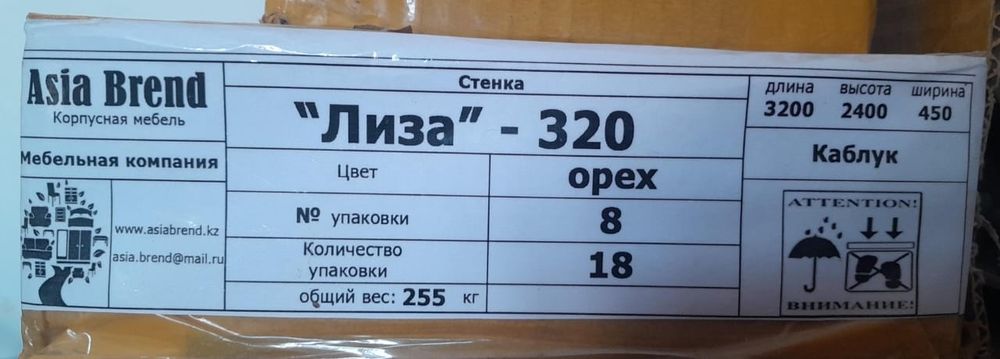 Asia Brend
Корпусная мебель
Мебельная компания
www.asiabrend.kz
asia.brend@mail.ru
Стенка
“Лиза” - 320
Цвет орех
№ упаковки 8
Количество упаковки 18
общий вес: 255 кг
длина высота ширина
3200 2400 450
Каблук
ATTENTION!
ВНИМАНИЕ!